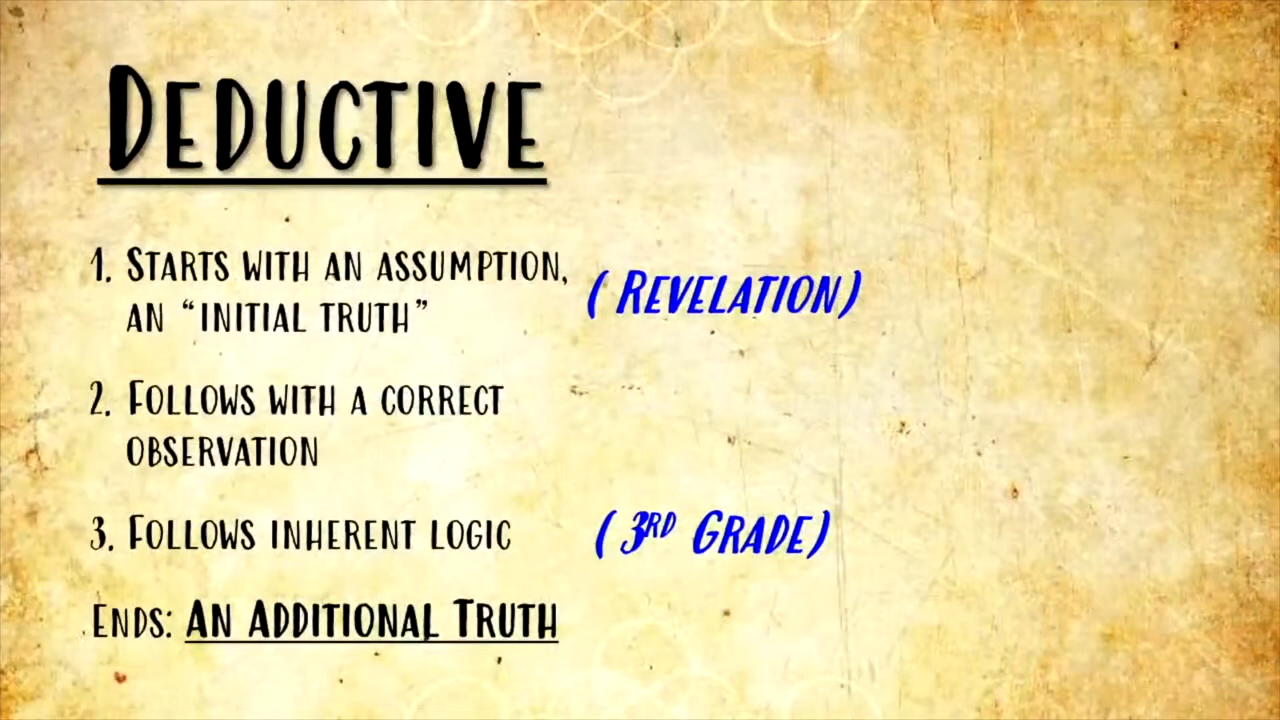 DEDUCTIVE
1. STARTS WITH AN ASSUMPTION,
AN “INITIAL TRUTH”
(REVELATION)
2. FOLLOWS WITH A CORRECT
OBSERVATION
3. FOLLOWS INHERENT LOGIC
(3RD GRADE)
ENDS: AN ADDITIONAL TRUTH